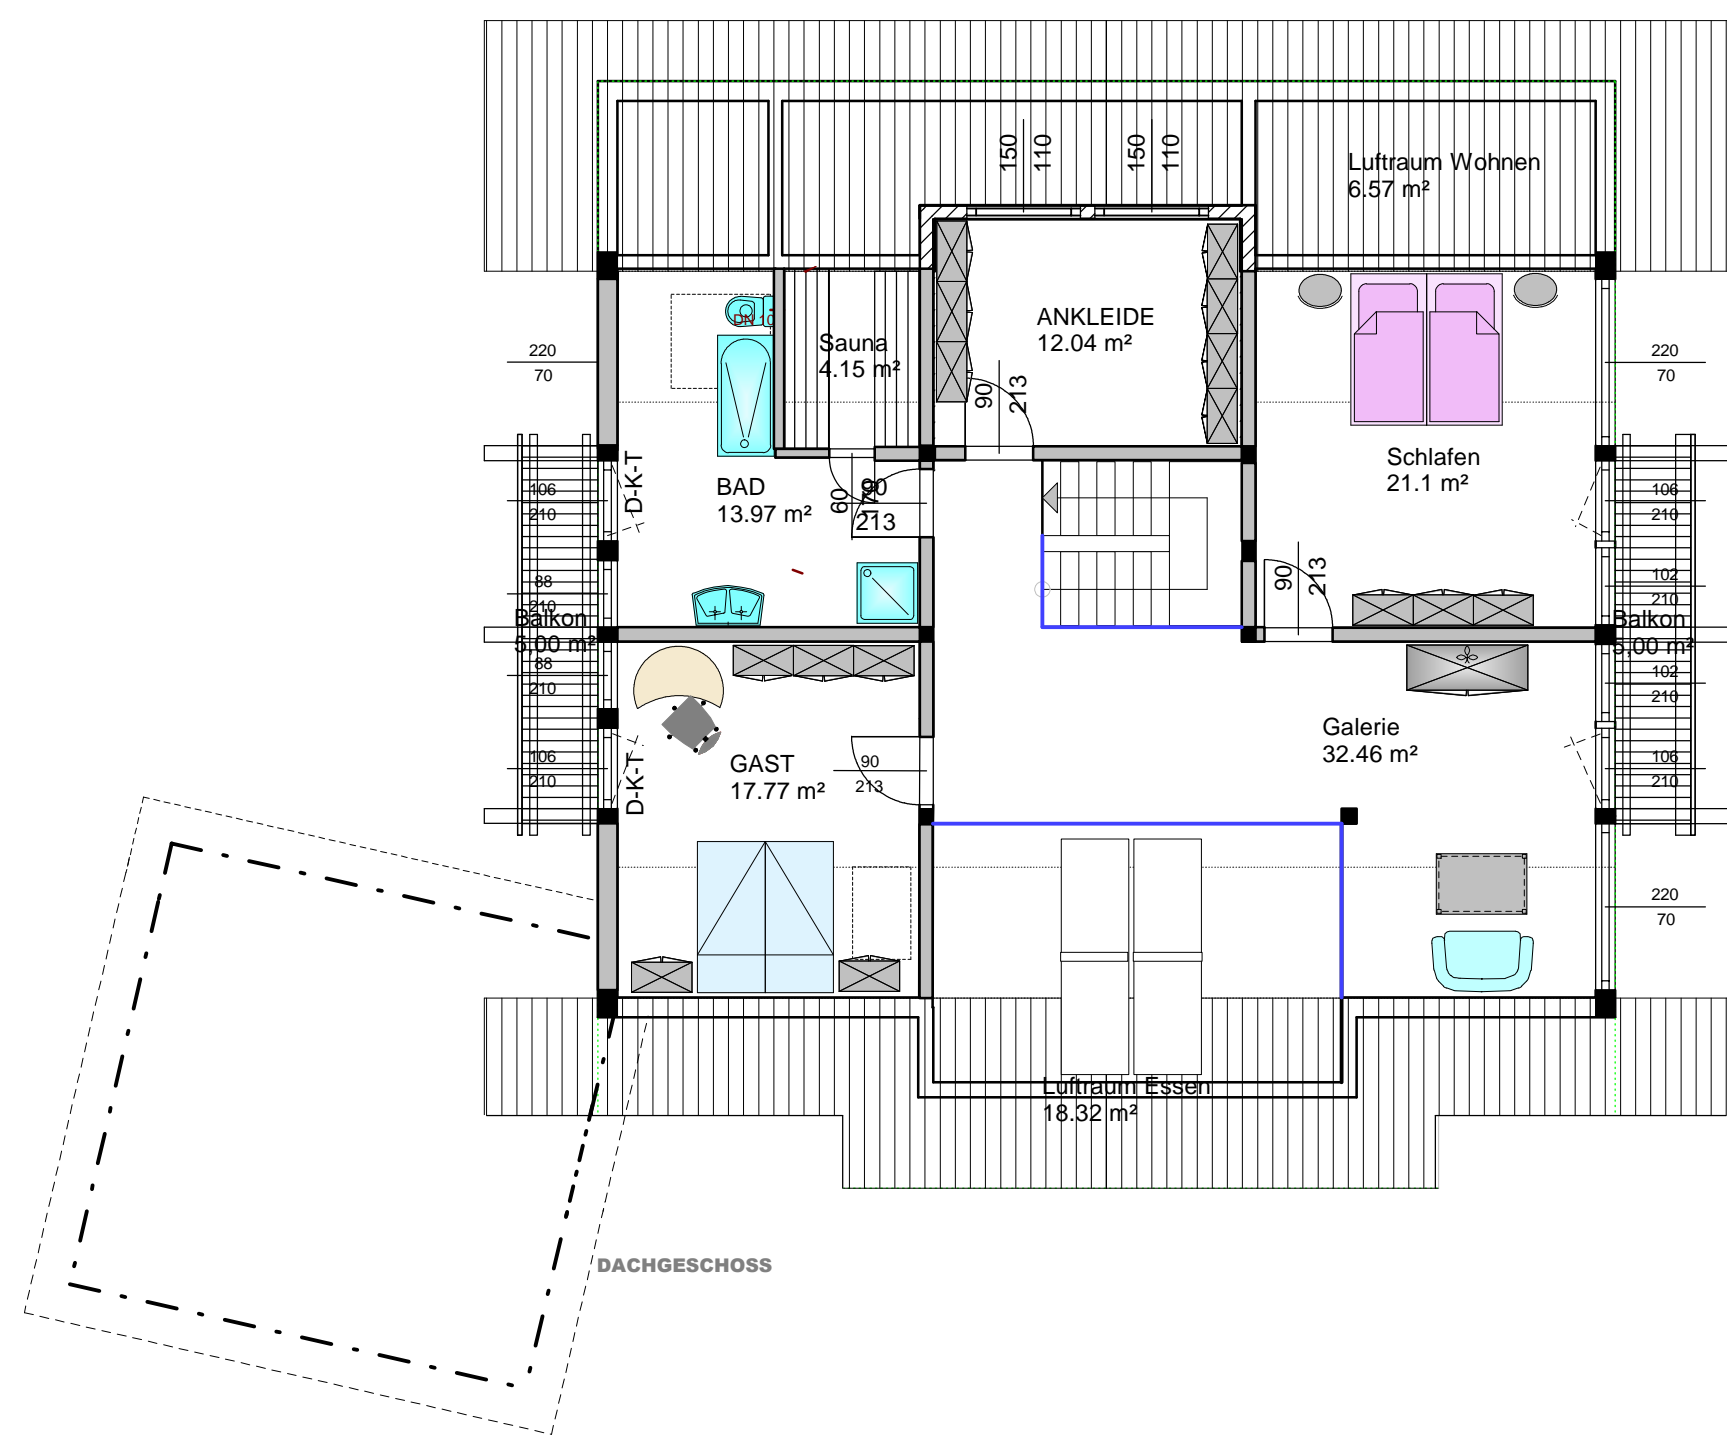 150
110
150
110
Luftraum Wohnen
6.57 m²
ANKLEIDE
12.04 m²
Sauna
4.15 m²
DN 10
220
70
220
70
90
213
D-K-T
BAD
13.97 m²
60
179
90
213
Schlafen
21.1 m²
106
210
106
210
90
213
88
210
102
210
Balkon
5,00 m²
Balkon
5,00 m²
88
210
102
210
Galerie
32.46 m²
GAST
17.77 m²
90
213
D-K-T
106
210
106
210
220
70
Luftraum Essen
18.32 m²
DACHGESCHOSS